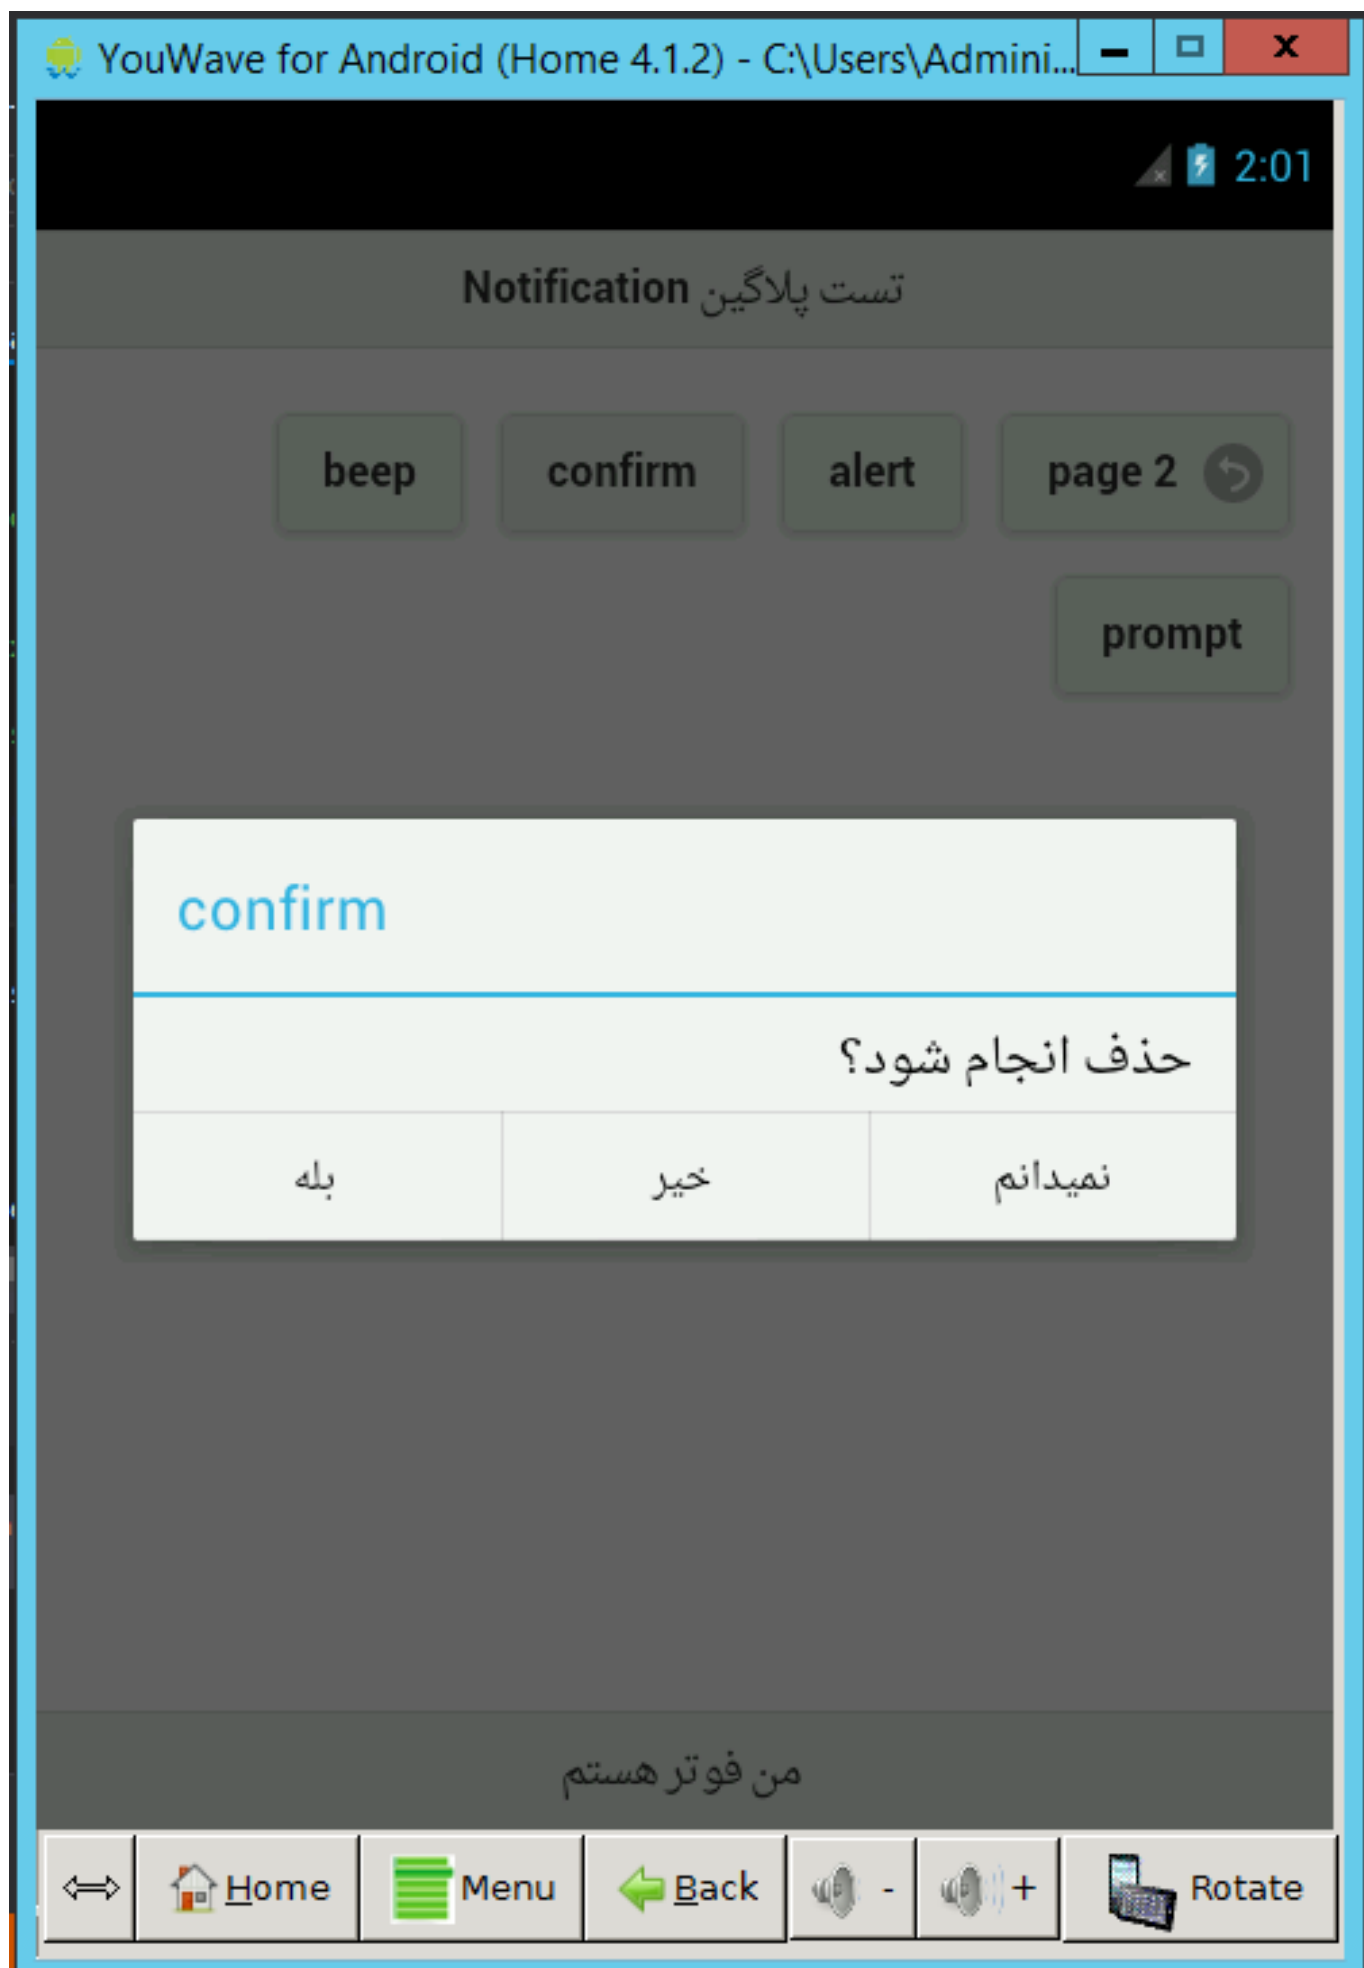 YouWave for Android (Home 4.1.2) - C:\Users\Admini...
2:01
تست پلاگین Notification
beep confirm alert page 2
prompt
confirm
حذف انجام شود؟
بله خیر نمیدانم
من فوتر هستم
Home Menu Back - + Rotate